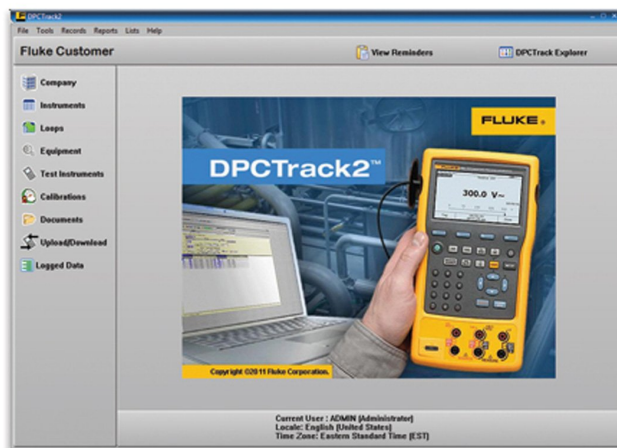 DPCTrack2
File Tools Records Reports Lists Help
Fluke Customer
View Reminders
DPCTrack Explorer
Company
Instruments
Loops
Equipment
Test Instruments
Calibrations
Documents
Upload/Download
Logged Data
FLUKE®
DPCTrack2™
300.0 V~
Copyright ©2011 Fluke Corporation.
Current User : ADMIN (Administrator)
Locale: English (United States)
Time Zone: Eastern Standard Time (EST)